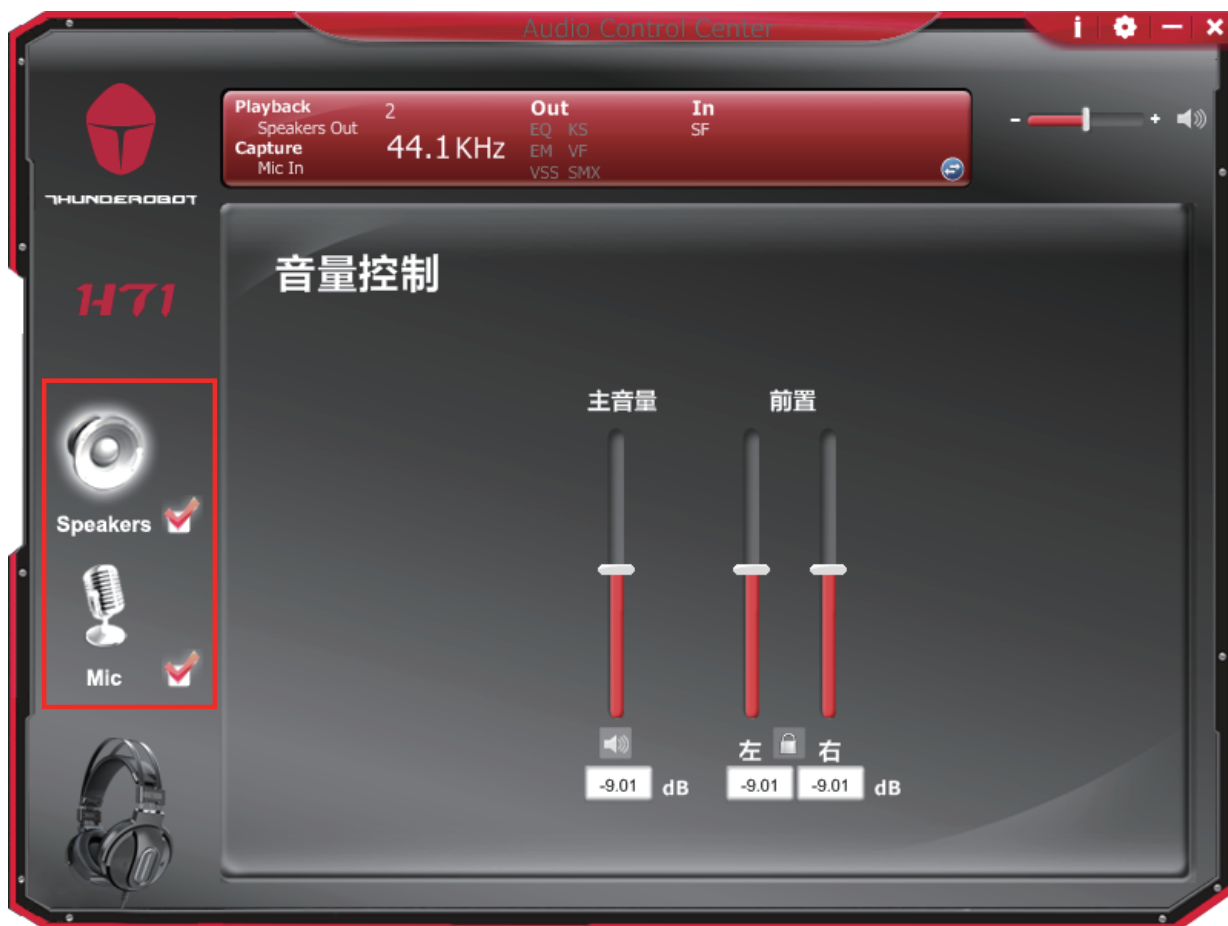 Audio Control Center
i
Playback 2 Out In
Speakers Out EQ KS SF
Capture 44.1 KHz EM VF
Mic In VSS SMX
- +
THUNDEROBOT
H71
音量控制
主音量 前置
Speakers
Mic
左 右
-9.01 dB -9.01 -9.01 dB